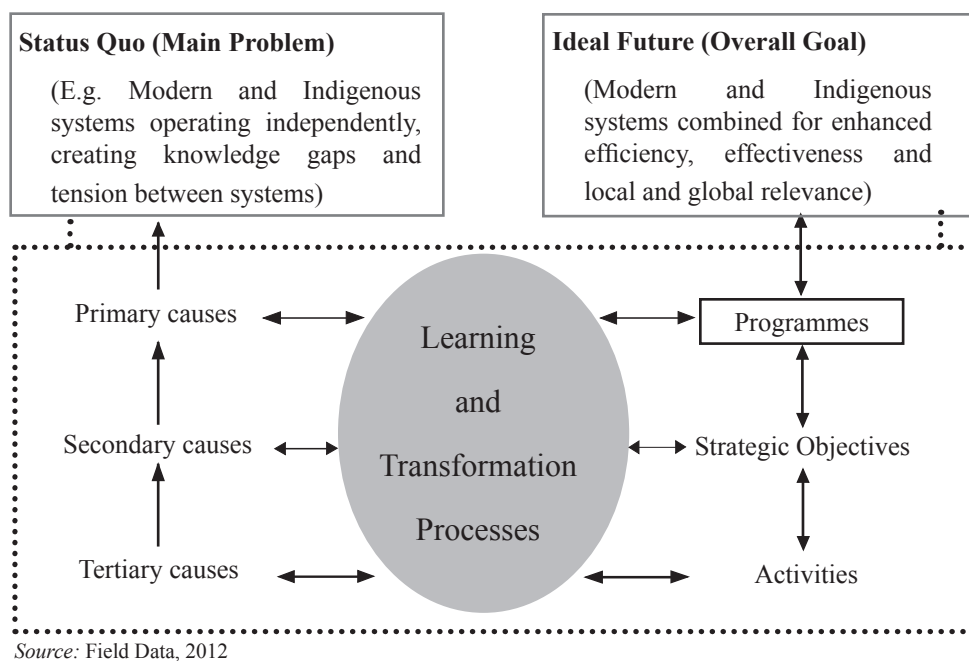 Status Quo (Main Problem)
(E.g. Modern and Indigenous
systems operating independently,
creating knowledge gaps and
tension between systems)
Ideal Future (Overall Goal)
(Modern and Indigenous
systems combined for enhanced
efficiency, effectiveness and
local and global relevance)
Primary causes
Secondary causes
Tertiary causes
Learning
and
Transformation
Processes
Programmes
Strategic Objectives
Activities
Source: Field Data, 2012